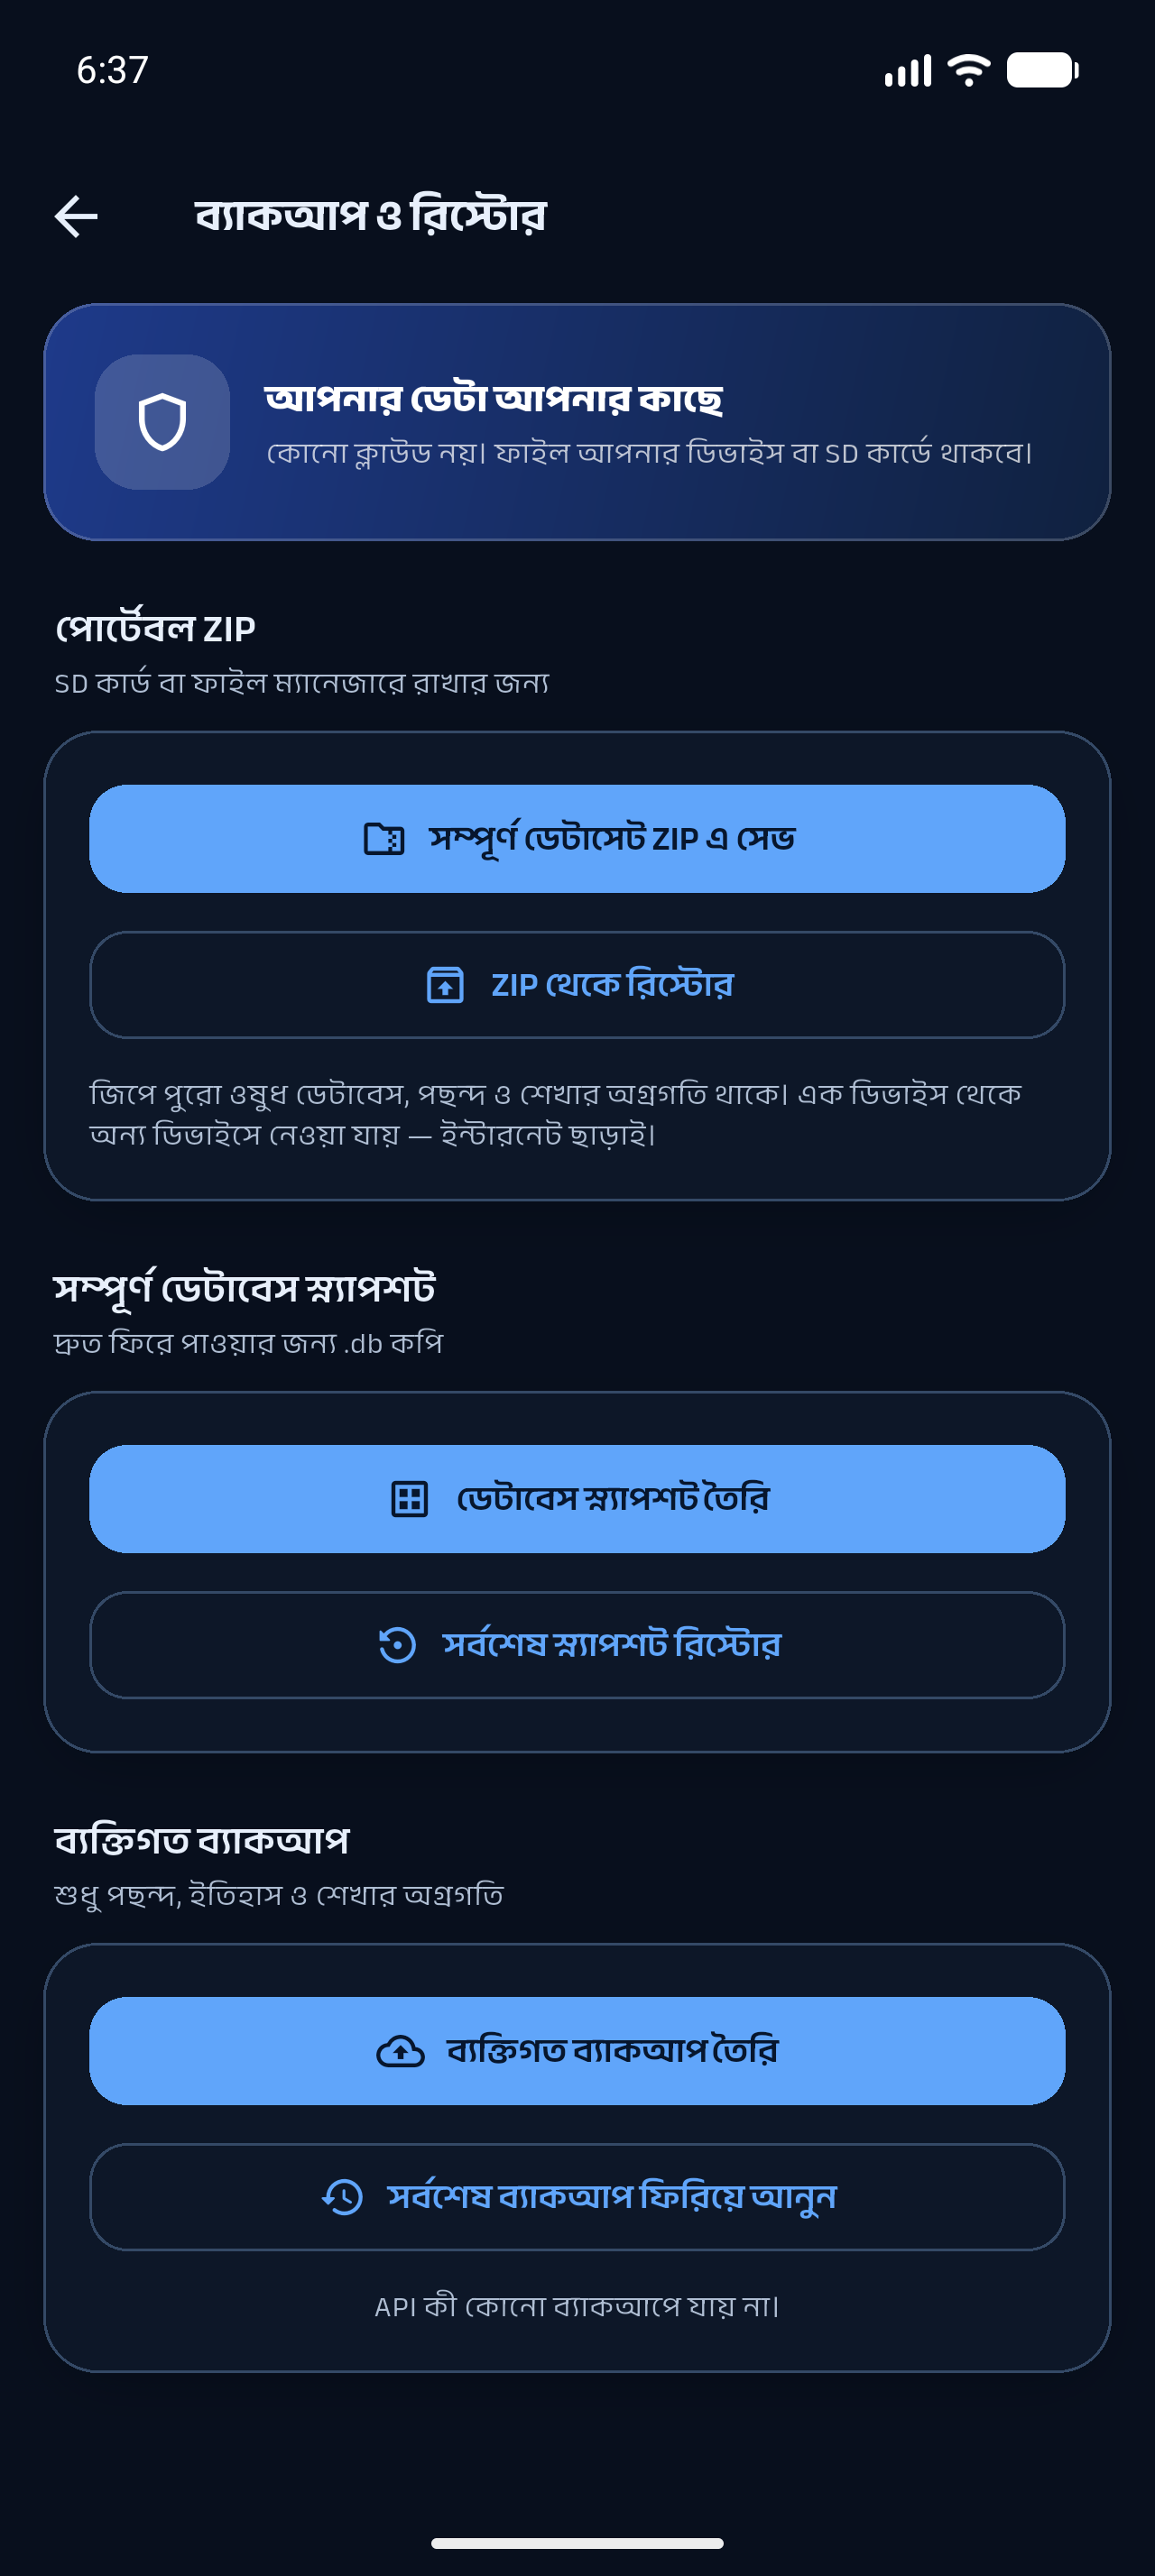 6:37
ব্যাকআপ ও রিস্টোর
আপনার ডেটা আপনার কাছে
কোনো ক্লাউড নয়। ফাইল আপনার ডিভাইস বা SD কার্ডে থাকবে।
পোর্টেবল ZIP
SD কার্ড বা ফাইল ম্যানেজারে রাখার জন্য
সম্পূর্ণ ডেটাসেট ZIP এ সেভ
ZIP থেকে রিস্টোর
জিপে পুরো ওষুধ ডেটাবেস, পছন্দ ও শেখার অগ্রগতি থাকে। এক ডিভাইস থেকে
অন্য ডিভাইসে নেওয়া যায় — ইন্টারনেট ছাড়াই।
সম্পূর্ণ ডেটাবেস স্ন্যাপশট
দ্রুত ফিরে পাওয়ার জন্য .db কপি
ডেটাবেস স্ন্যাপশট তৈরি
সর্বশেষ স্ন্যাপশট রিস্টোর
ব্যক্তিগত ব্যাকআপ
শুধু পছন্দ, ইতিহাস ও শেখার অগ্রগতি
ব্যক্তিগত ব্যাকআপ তৈরি
সর্বশেষ ব্যাকআপ ফিরিয়ে আনুন
API কী কোনো ব্যাকআপে যায় না।